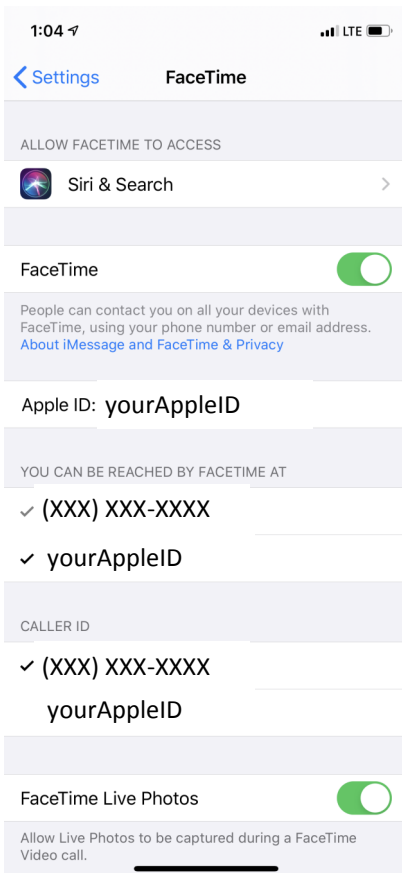 1:04 LTE
Settings FaceTime
ALLOW FACETIME TO ACCESS
Siri & Search
FaceTime
People can contact you on all your devices with
FaceTime, using your phone number or email address.
About iMessage and FaceTime & Privacy
Apple ID: yourAppleID
YOU CAN BE REACHED BY FACETIME AT
(XXX) XXX-XXXX
yourAppleID
CALLER ID
(XXX) XXX-XXXX
yourAppleID
FaceTime Live Photos
Allow Live Photos to be captured during a FaceTime
Video call.